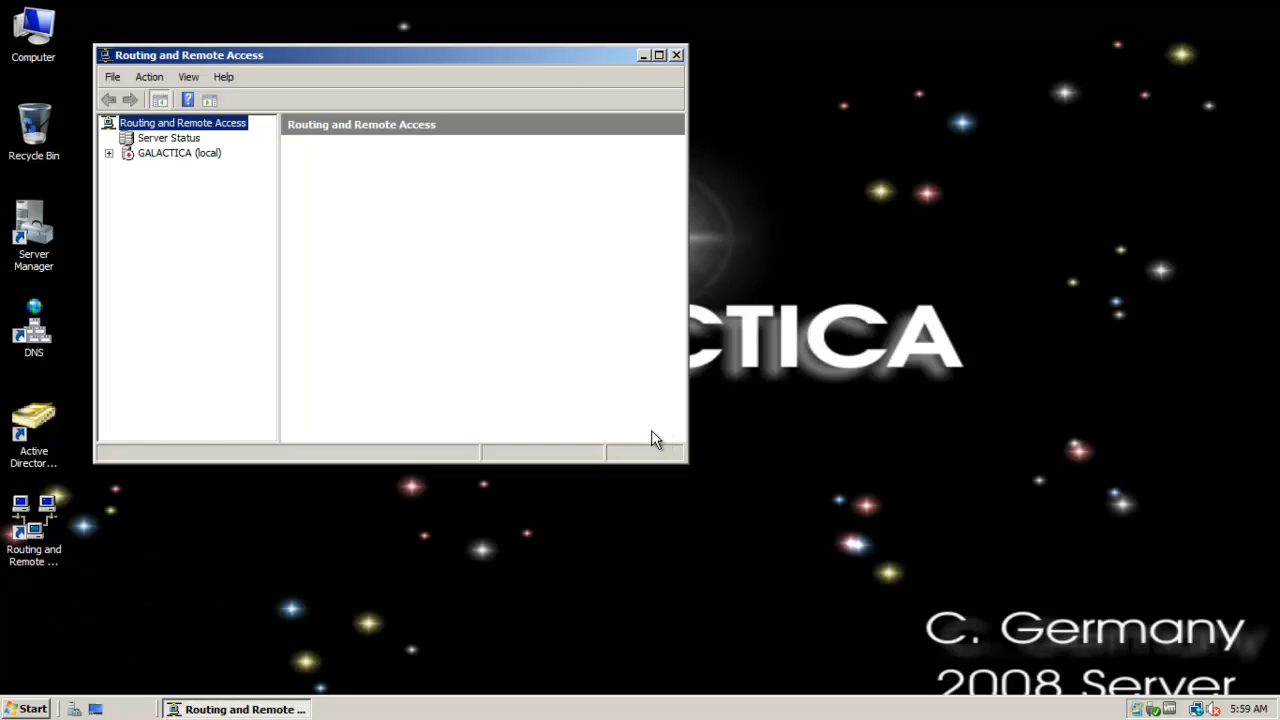 Computer
Recycle Bin
Server
Manager
DNS
Active
Director...
Routing and
Remote ...
Routing and Remote Access
File Action View Help
Routing and Remote Access
Server Status
GALACTICA (local)
Routing and Remote Access
CTICA
C. Germany
2008 Server
Start
Routing and Remote ...
5:59 AM